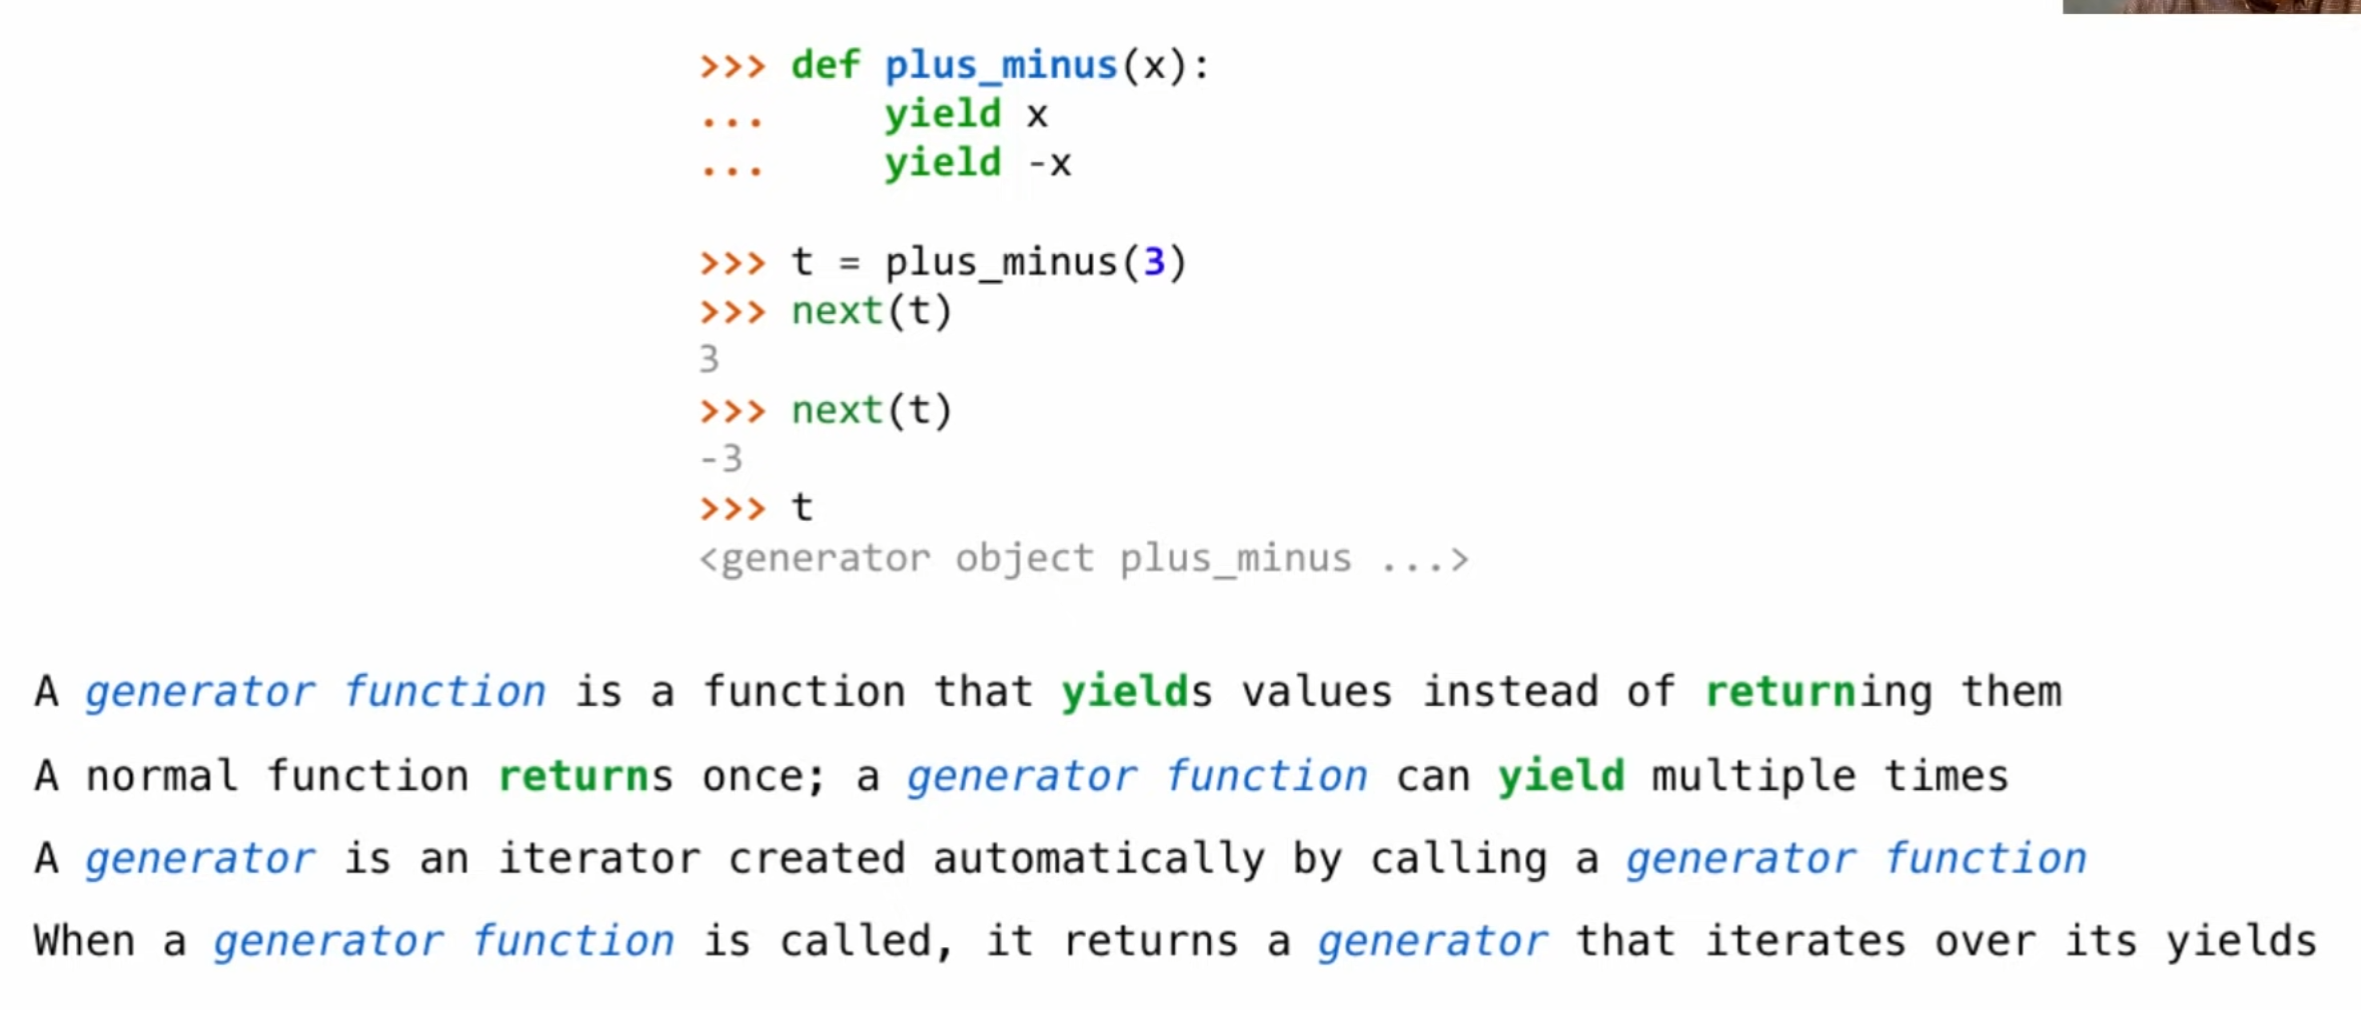 >>> def plus_minus(x):
...     yield x
...     yield -x
>>> t = plus_minus(3)
>>> next(t)
3
>>> next(t)
-3
>>> t
<generator object plus_minus ...>
A generator function is a function that yields values instead of returning them
A normal function returns once; a generator function can yield multiple times
A generator is an iterator created automatically by calling a generator function
When a generator function is called, it returns a generator that iterates over its yields